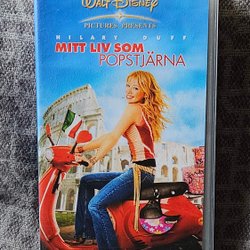 WALT DISNEY
PICTURES PRESENTS
HILARY DUFF
MITT LIV SOM
POPSTJÄRNA